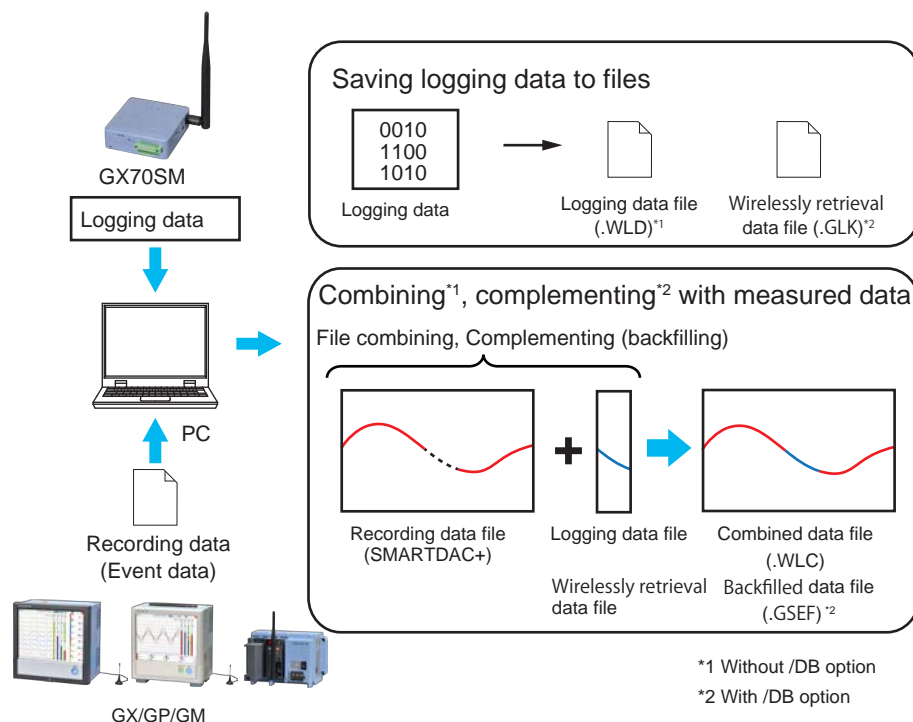 GX70SM
Logging data
PC
Recording data
(Event data)
GX/GP/GM
Saving logging data to files
0010
1100
1010
Logging data
Logging data file
(.WLD)*1
Wirelessly retrieval
data file (.GLK)*2
Combining*1, complementing*2 with measured data
File combining, Complementing (backfilling)
Recording data file
(SMARTDAC+)
Logging data file
Wirelessly retrieval
data file
Combined data file
(.WLC)
Backfilled data file
(.GSEF) *2
*1 Without /DB option
*2 With /DB option